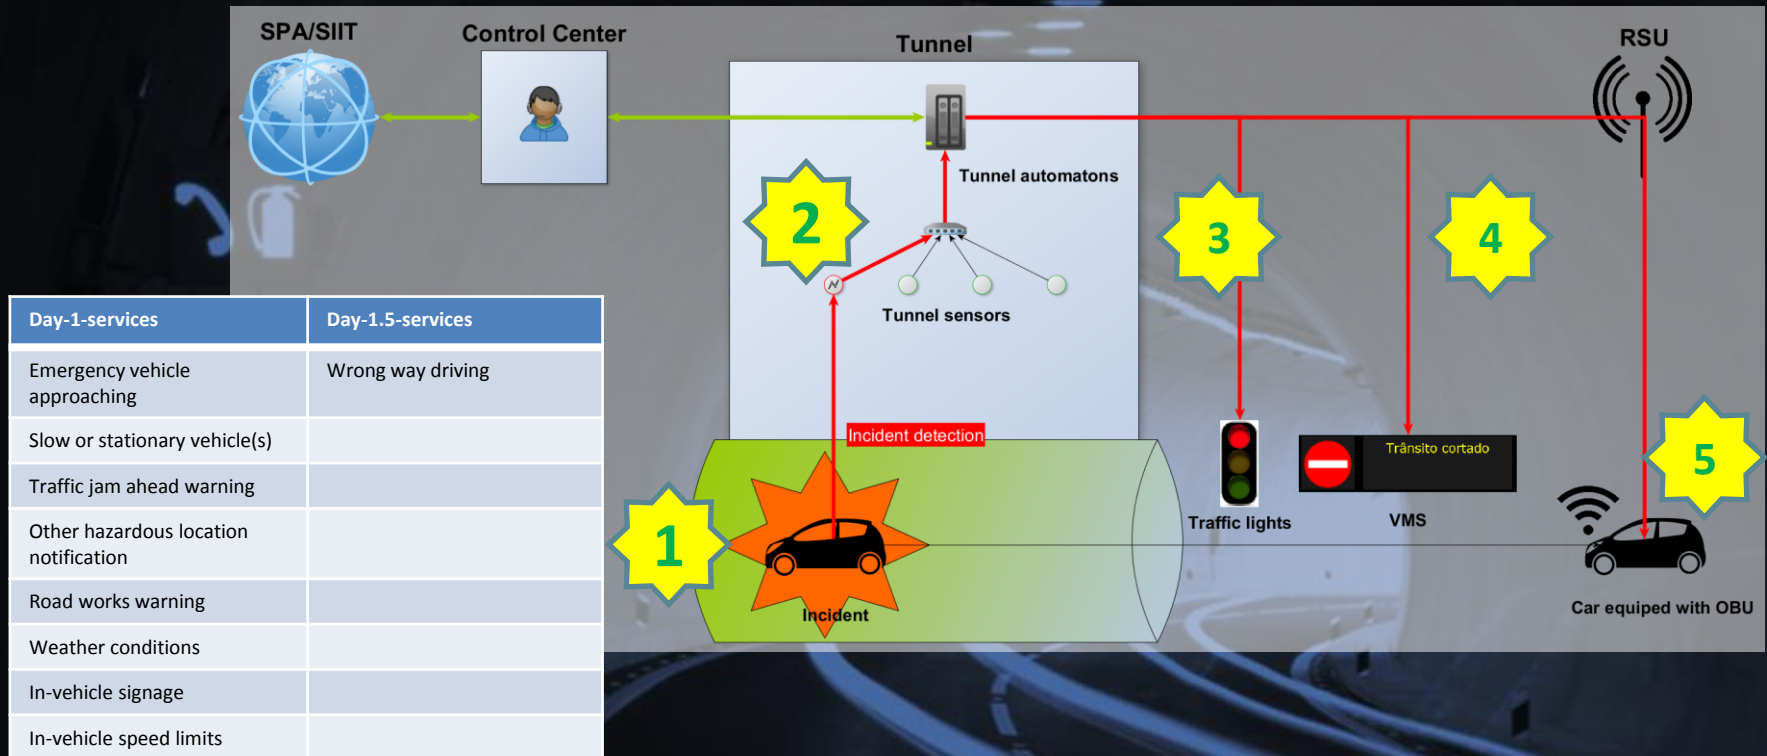 SPA/SIIT
Control Center
Tunnel
RSU
Tunnel automatons
2
3
4
Tunnel sensors
Day-1-services
Day-1.5-services
Emergency vehicle
approaching
Wrong way driving
Slow or stationary vehicle(s)
Traffic jam ahead warning
Other hazardous location
notification
Road works warning
Weather conditions
In-vehicle signage
In-vehicle speed limits
Incident detection
Trânsito cortado
5
Traffic lights
VMS
1
Incident
Car equiped with OBU